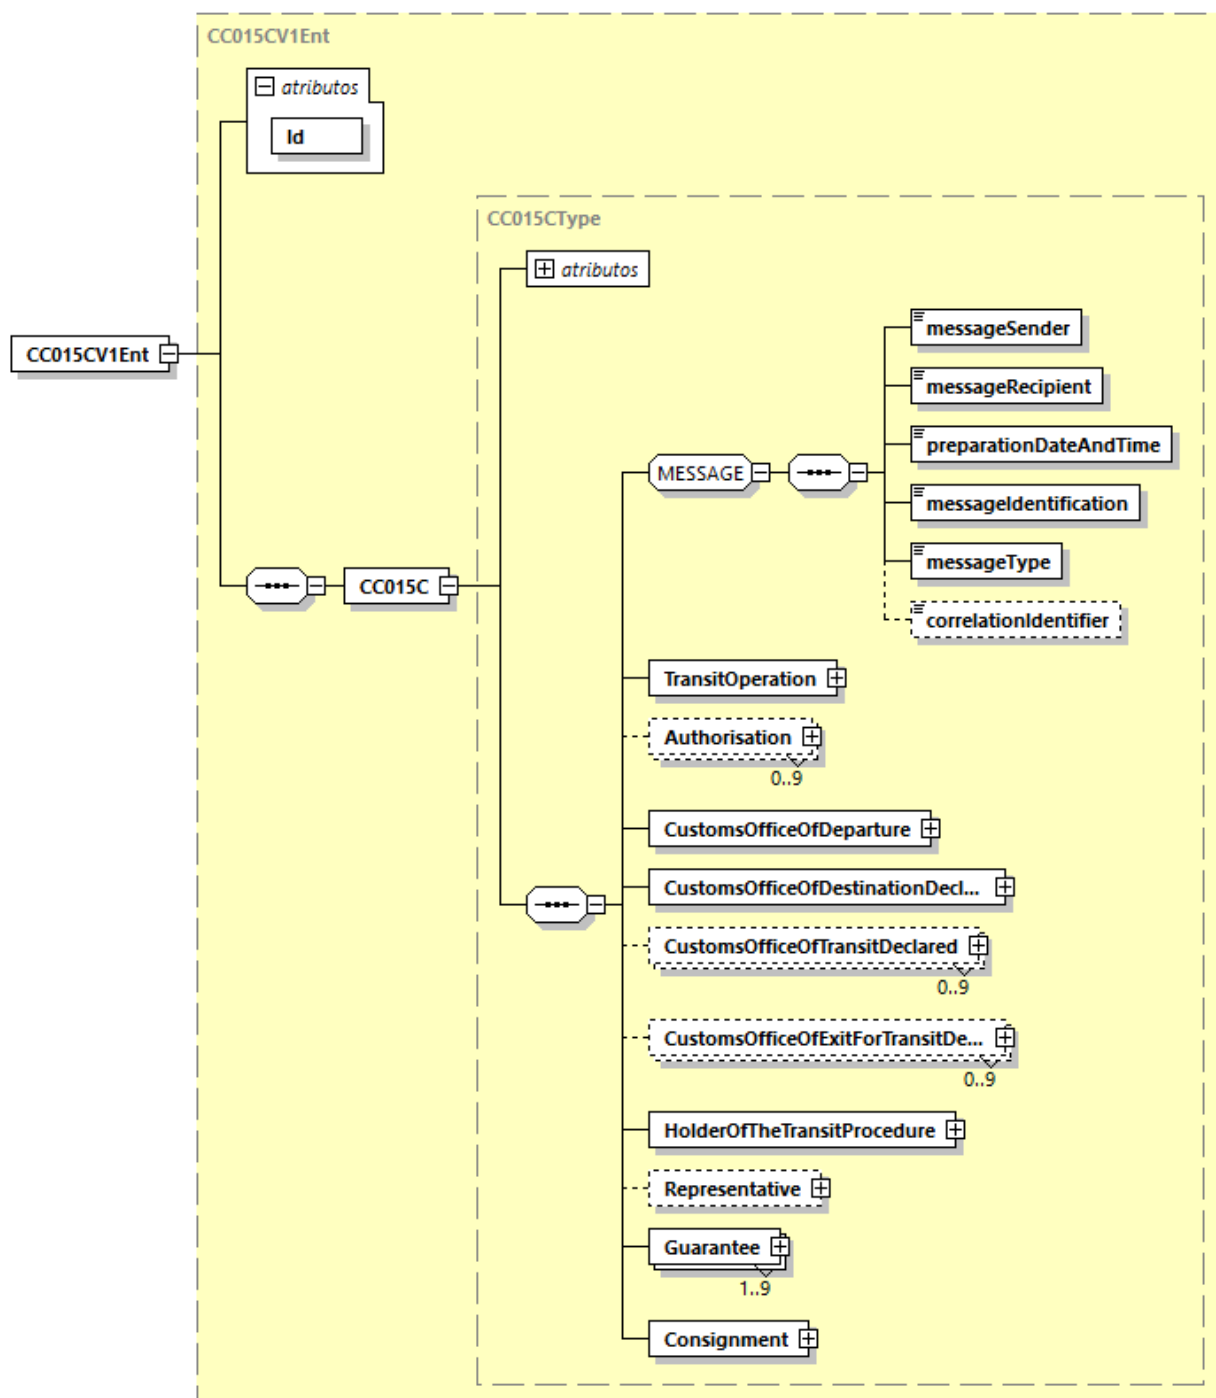 CC015CV1Ent
atributos
Id
CC015CType
atributos
CC015CV1Ent
messageSender
messageRecipient
preparationDateAndTime
MESSAGE
messageIdentification
messageType
CC015C
correlationIdentifier
TransitOperation
Authorisation
0..9
CustomsOfficeOfDeparture
CustomsOfficeOfDestinationDecl...
CustomsOfficeOfTransitDeclared
0..9
CustomsOfficeOfExitForTransitDe...
0..9
HolderOfTheTransitProcedure
Representative
Guarantee
1..9
Consignment